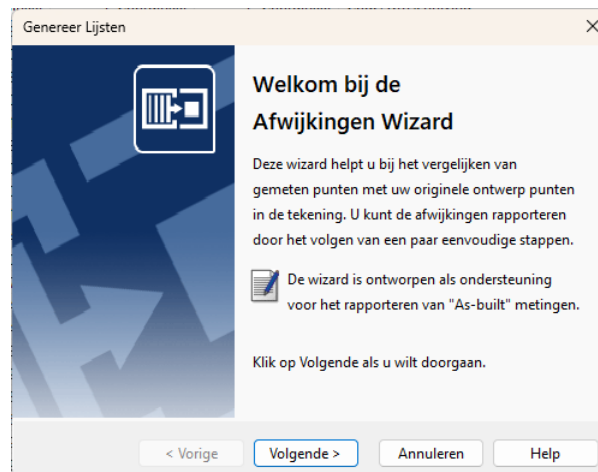 Genereer Lijsten
Welkom bij de
Afwijkingen Wizard
Deze wizard helpt u bij het vergelijken van
gemeten punten met uw originele ontwerp punten
in de tekening. U kunt de afwijkingen rapporteren
door het volgen van een paar eenvoudige stappen.
De wizard is ontworpen als ondersteuning
voor het rapporteren van "As-built" metingen.
Klik op Volgende als u wilt doorgaan.
< Vorige
Volgende >
Annuleren
Help